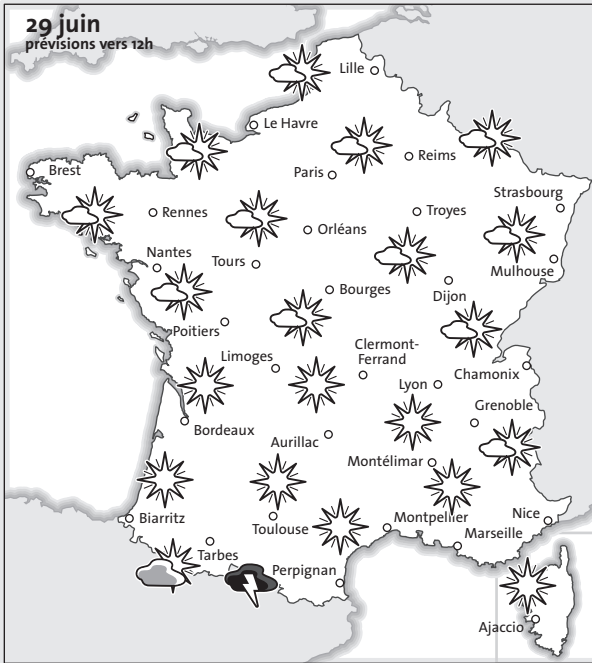 29 juin
prévisions vers 12h
Lille
Le Havre
Reims
Paris
Brest
Strasbourg
Rennes
Troyes
Orléans
Nantes
Tours
Mulhouse
Bourges
Dijon
Poitiers
Clermont-
Ferrand
Limoges
Chamonix
Lyon
Grenoble
Bordeaux
Aurillac
Montélimar
Biarritz
Toulouse
Montpellier
Nice
Marseille
Tarbes
Perpignan
Ajaccio